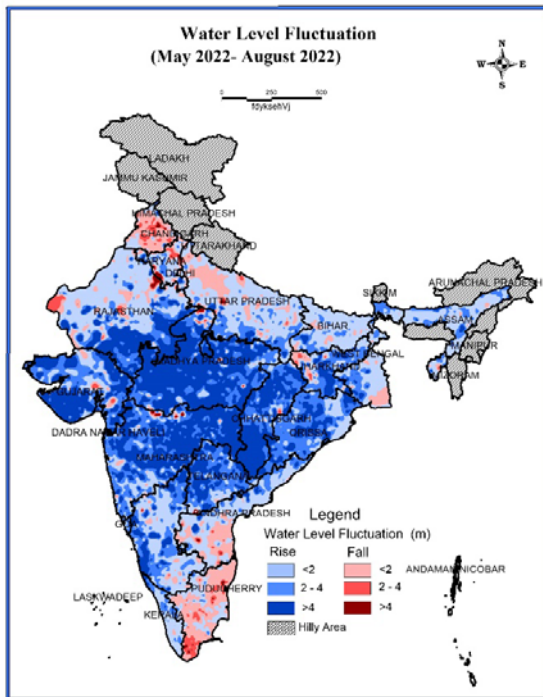 Water Level Fluctuation
(May 2022- August 2022)
N
W E
S
0 250 500
fdyksehVj
LADAKH
JAMMU KASHMIR
HIMACHAL PRADESH
CHANDIGARH
UTTARAKHAND
HARYANA
DELHI
SIKKIM
ARUNACHAL PRADESH
UTTAR PRADESH
RAJASTHAN
ASSAM
BIHAR
MANIPUR
WEST BENGAL
MADHYA PRADESH
JHARKHAND
MIZORAM
GUJARAT
CHHATTISGARH
DADRA NAGAR HAVELI
ORISSA
MAHARASHTRA
TELANGANA
ANDHRA PRADESH
GOA
Legend
Water Level Fluctuation (m)
Rise Fall
<2 <2
2 - 4 2 - 4
>4 >4
Hilly Area
ANDAMAN NICOBAR
PUDUCHERRY
LASKWADEEP
KERALA